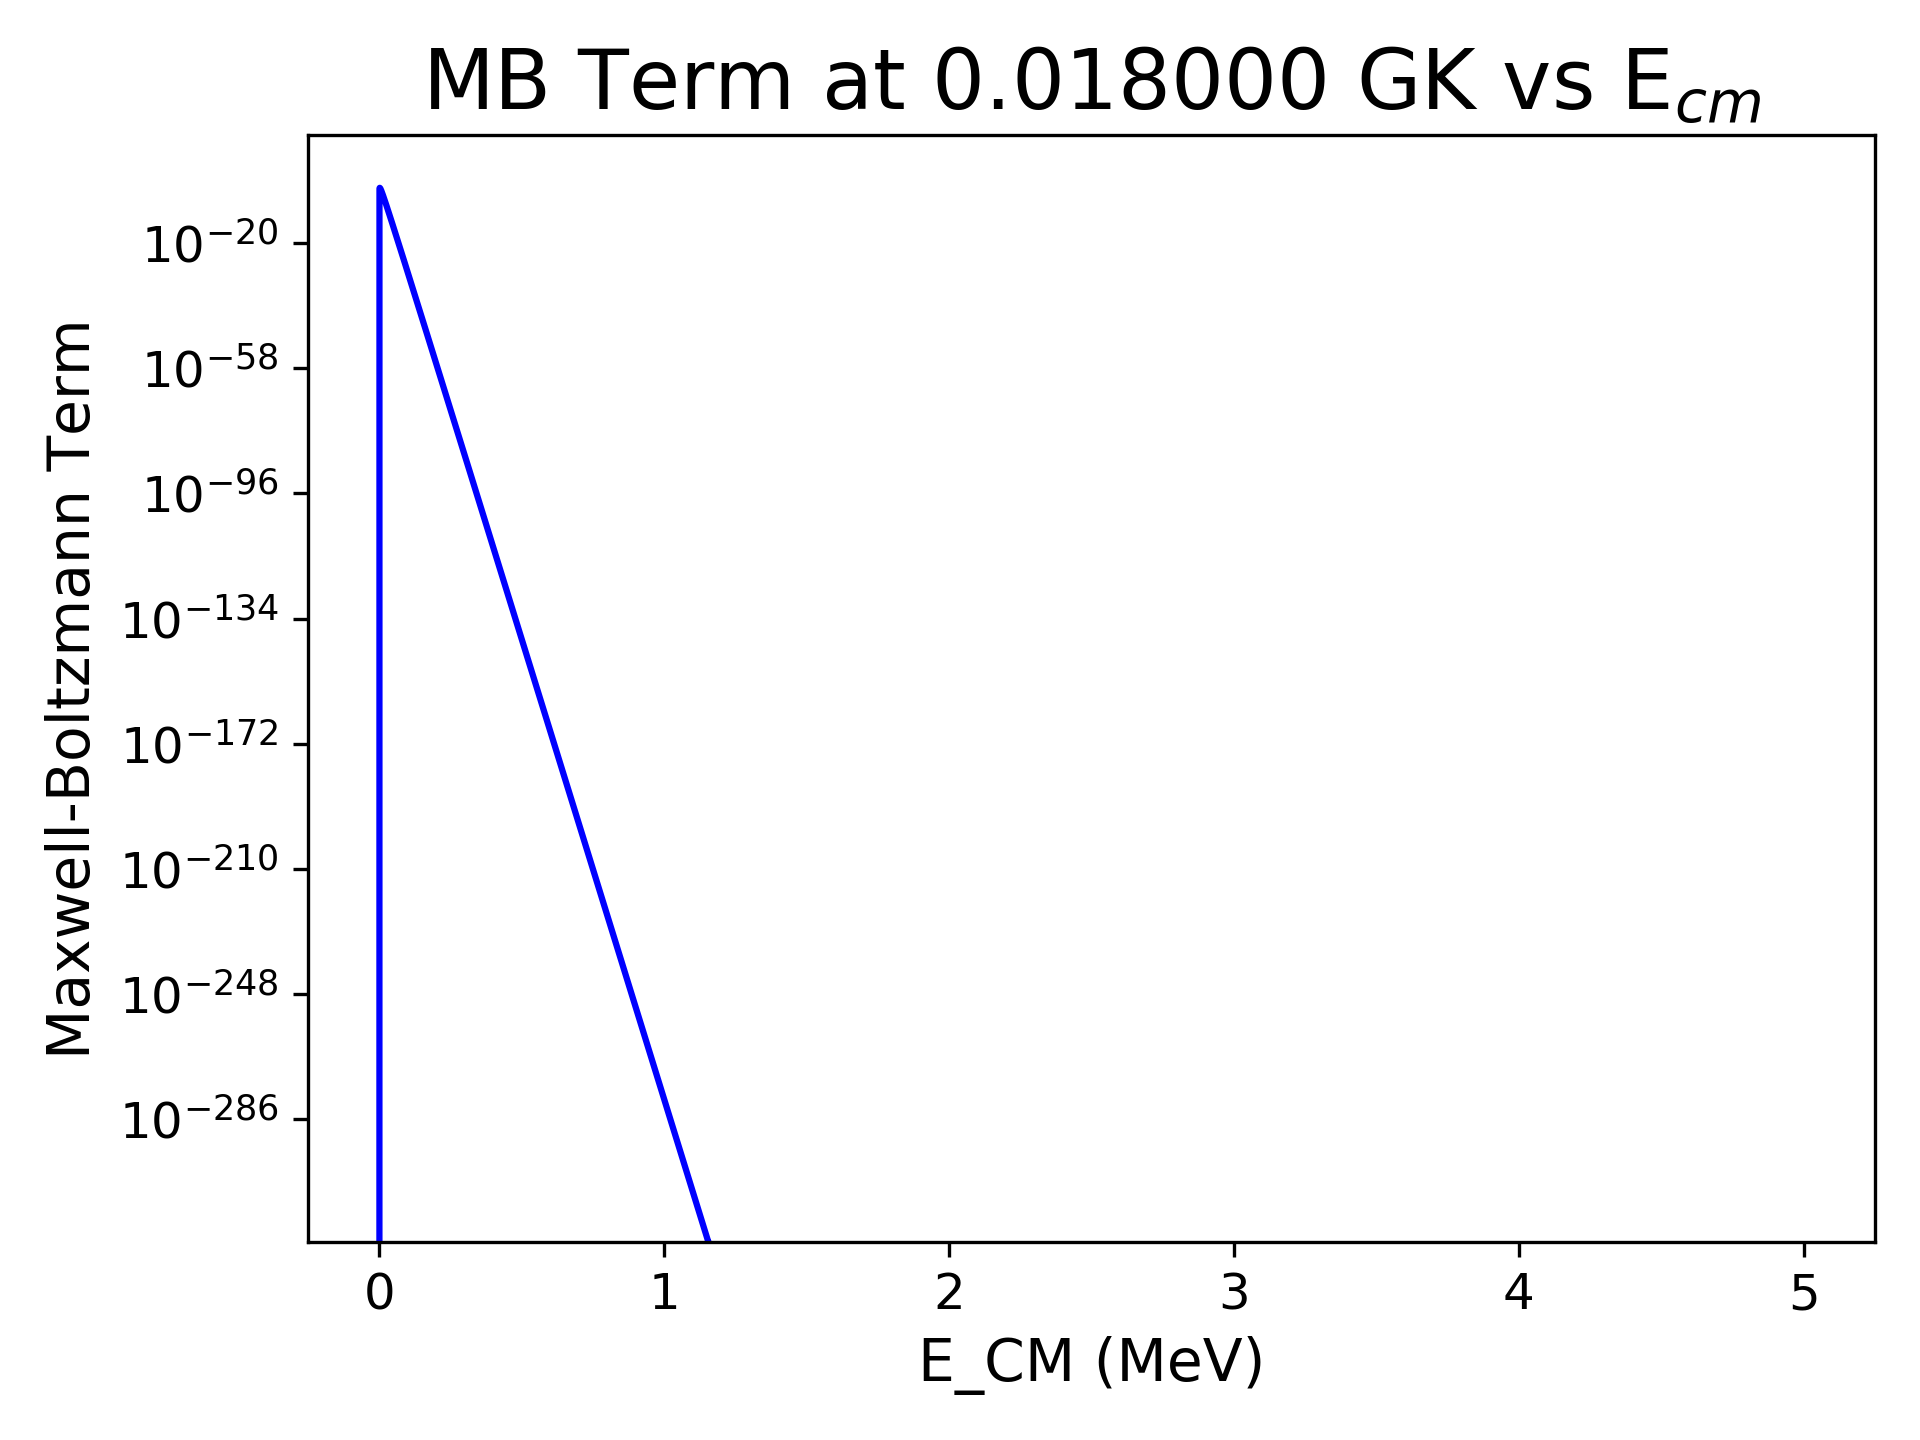 MB Term at 0.018000 GK vs E_{cm}
Maxwell-Boltzmann Term
10^{−20}
10^{−58}
10^{−96}
10^{−134}
10^{−172}
10^{−210}
10^{−248}
10^{−286}
0 1 2 3 4 5
E_CM (MeV)